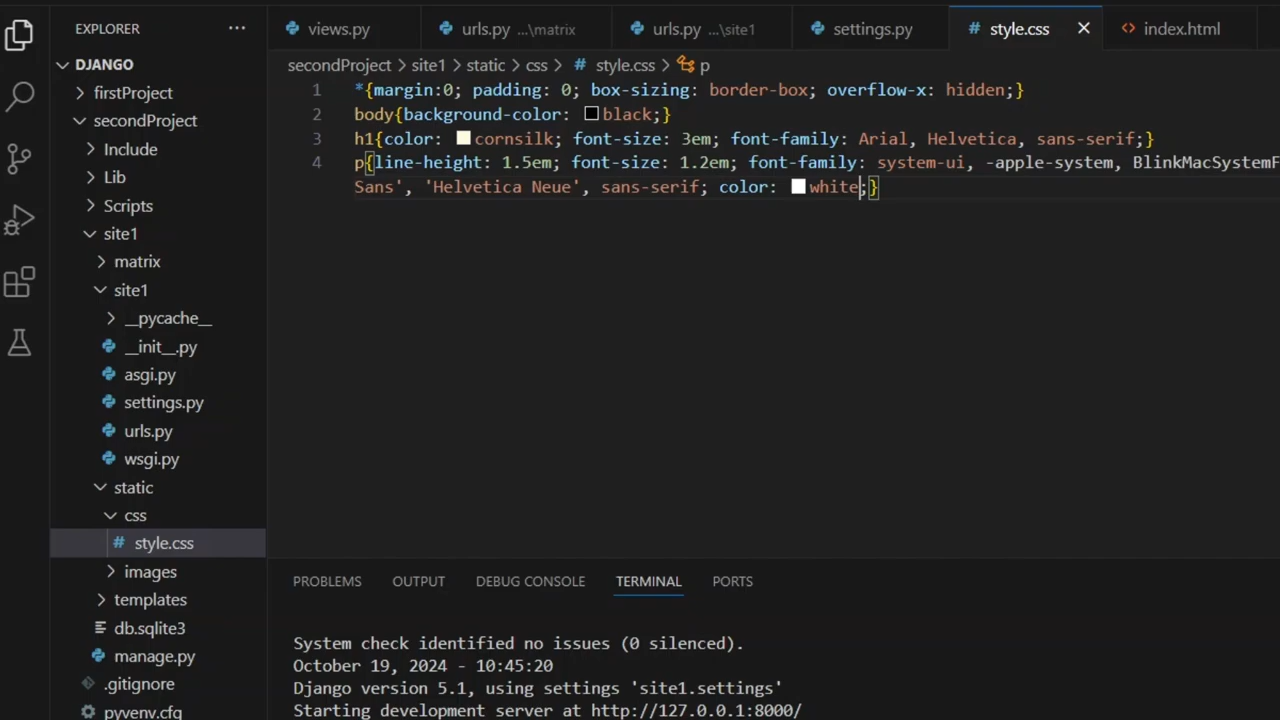 EXPLORER
views.py
urls.py ...\matrix
urls.py ...\site1
settings.py
# style.css
<> index.html
DJANGO
secondProject > site1 > static > css > # style.css > p
firstProject
secondProject
Include
Lib
Scripts
site1
matrix
site1
__pycache__
__init__.py
asgi.py
settings.py
urls.py
wsgi.py
static
css
# style.css
images
templates
db.sqlite3
manage.py
.gitignore
pyvenv.cfg
1 *{margin:0; padding: 0; box-sizing: border-box; overflow-x: hidden;}
2 body{background-color: black;}
3 h1{color: cornsilk; font-size: 3em; font-family: Arial, Helvetica, sans-serif;}
4 p{line-height: 1.5em; font-size: 1.2em; font-family: system-ui, -apple-system, BlinkMacSystemF
Sans', 'Helvetica Neue', sans-serif; color: white;}
PROBLEMS OUTPUT DEBUG CONSOLE TERMINAL PORTS
System check identified no issues (0 silenced).
October 19, 2024 - 10:45:20
Django version 5.1, using settings 'site1.settings'
Starting development server at http://127.0.0.1:8000/